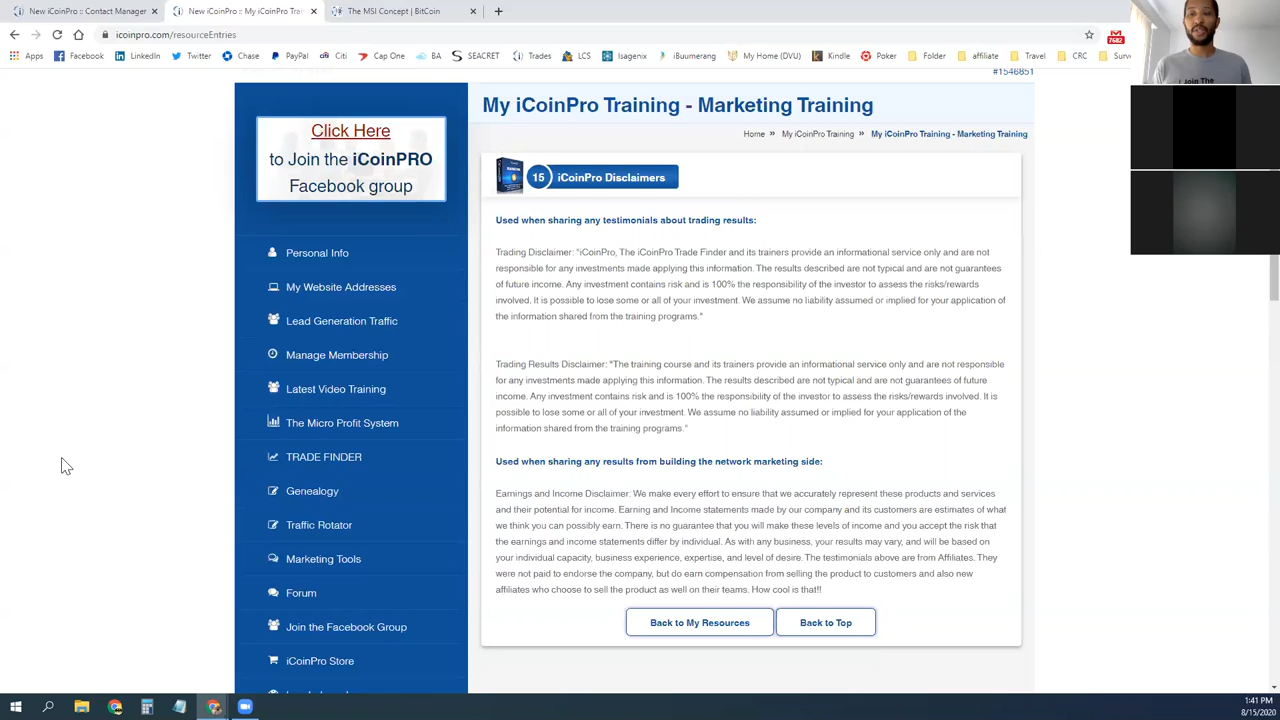 New iCoinPro :: Contact Manager
New iCoinPro :: My iCoinPro Trai
The MSI Concept | BitCoin
icoinpro.com/resourceEntries
7682
Apps
Facebook
LinkedIn
Twitter
Chase
PayPal
Citi
Cap One
BA
SEACRET
Trades
LCS
Isagenix
iBuumerang
My Home (DVU)
Kindle
Poker
Folder
affiliate
Travel
CRC
Surv
I Join The
#1546851
Click Here
to Join the iCoinPRO
Facebook group
Personal Info
My Website Addresses
Lead Generation Traffic
Manage Membership
Latest Video Training
The Micro Profit System
TRADE FINDER
Genealogy
Traffic Rotator
Marketing Tools
Forum
Join the Facebook Group
iCoinPro Store
My iCoinPro Training - Marketing Training
Home » My iCoinPro Training » My iCoinPro Training - Marketing Training
15 iCoinPro Disclaimers
Used when sharing any testimonials about trading results:
Trading Disclaimer: "iCoinPro, The iCoinPro Trade Finder and its trainers provide an informational service only and are not
responsible for any investments made applying this information. The results described are not typical and are not guarantees
of future income. Any investment contains risk and is 100% the responsibility of the investor to assess the risks/rewards
involved. It is possible to lose some or all of your investment. We assume no liability assumed or implied for your application of
the information shared from the training programs."
Trading Results Disclaimer: "The training course and its trainers provide an informational service only and are not responsible
for any investments made applying this information. The results described are not typical and are not guarantees of future
income. Any investment contains risk and is 100% the responsibility of the investor to assess the risks/rewards involved. It is
possible to lose some or all of your investment. We assume no liability assumed or implied for your application of the
information shared from the training programs."
Used when sharing any results from building the network marketing side:
Earnings and Income Disclaimer: We make every effort to ensure that we accurately represent these products and services
and their potential for income. Earning and Income statements made by our company and its customers are estimates of what
we think you can possibly earn. There is no guarantee that you will make these levels of income and you accept the risk that
the earnings and income statements differ by individual. As with any business, your results may vary, and will be based on
your individual capacity, business experience, expertise, and level of desire. The testimonials above are from Affiliates. They
were not paid to endorse the company, but do earn compensation from selling the product to customers and also new
affiliates who choose to sell the product as well on their teams. How cool is that!!
Back to My Resources
Back to Top
1:41 PM
8/15/2020